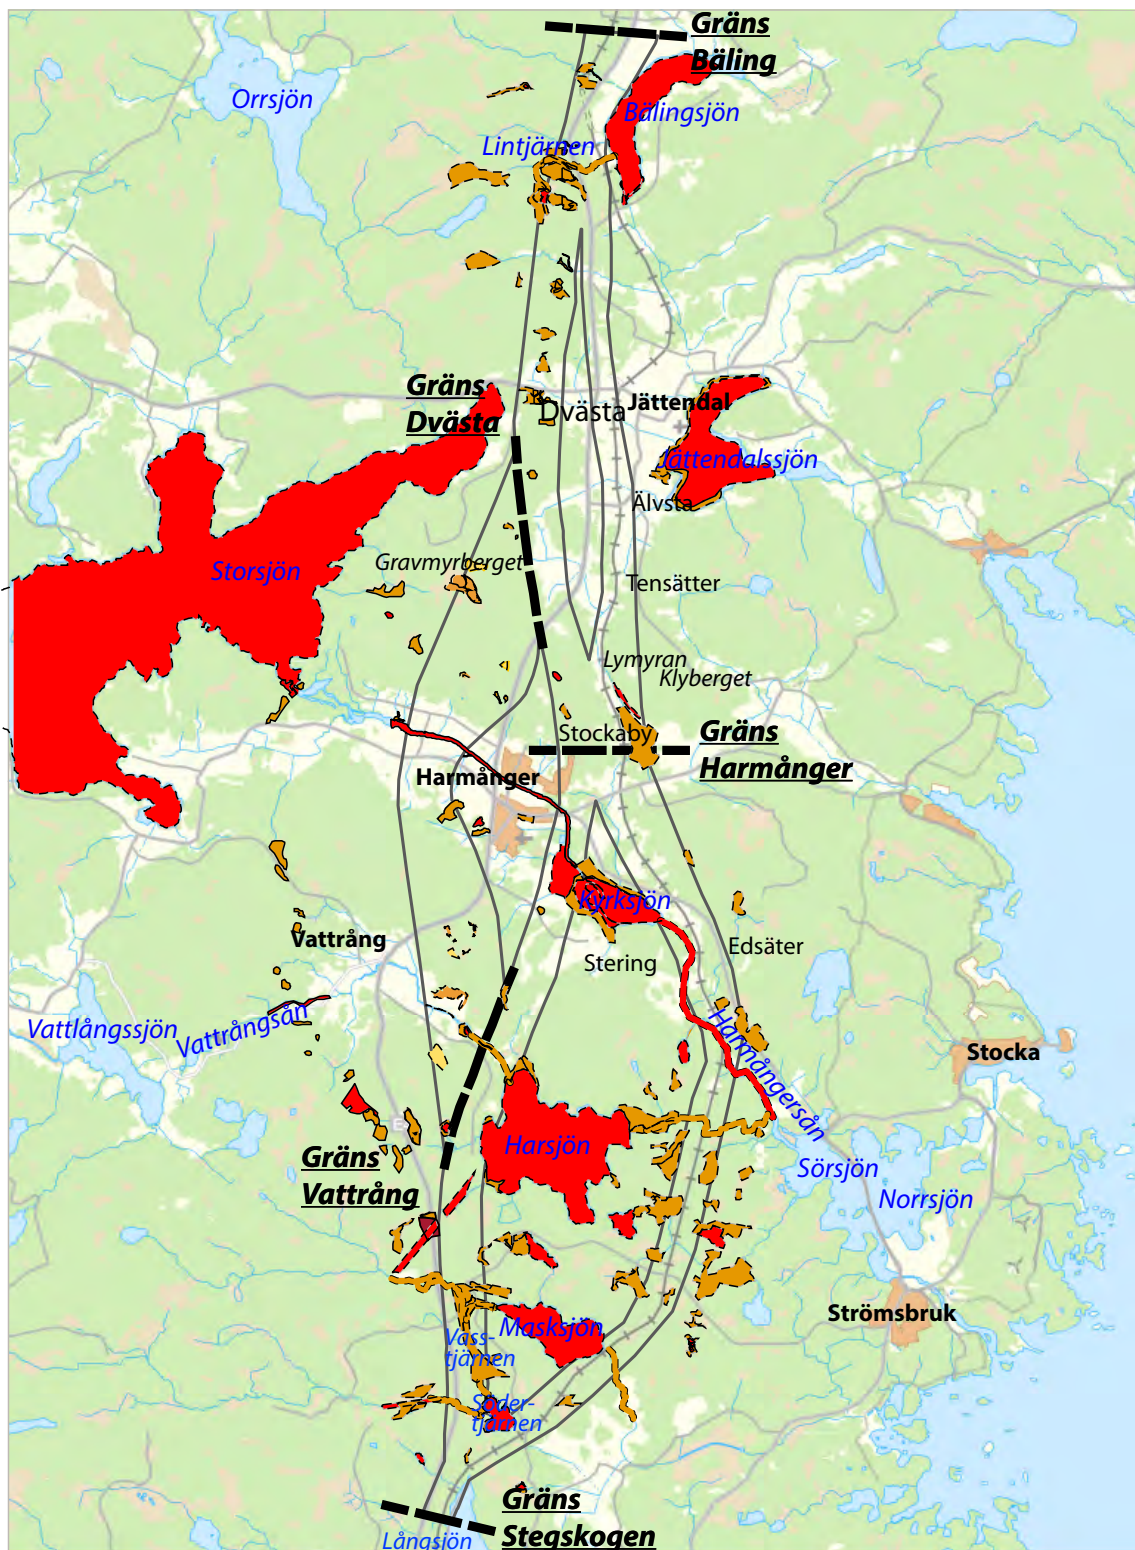 Gräns
Bäling
Orrsjön
Bälingsjön
Lintjärnen
Gräns
Dvästa
Dvästa
Jättendal
Jättendalssjön
Älvsta
Storsjön
Gravmyrberget
Tensätter
Lymyran
Klyberget
Stockaby
Gräns
Harmånger
Harmånger
Kyrksjön
Vattrång
Stering
Edsäter
Vattlångssjön
Vattrångsån
Harmångersån
Stocka
Gräns
Vattrång
Harsjön
Sörsjön
Norrsjön
Strömsbruk
Masksjön
Vass-
tjärnen
Söder-
tjärnen
Gräns
Stegskogen
Långsjön